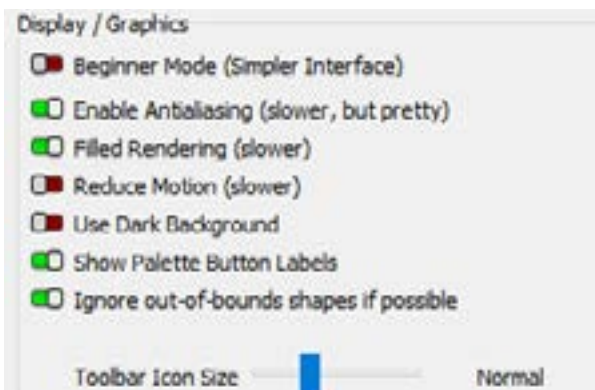 Display / Graphics
Beginner Mode (Simpler Interface)
Enable Antialiasing (slower, but pretty)
Filled Rendering (slower)
Reduce Motion (slower)
Use Dark Background
Show Palette Button Labels
Ignore out-of-bounds shapes if possible
Toolbar Icon Size Normal